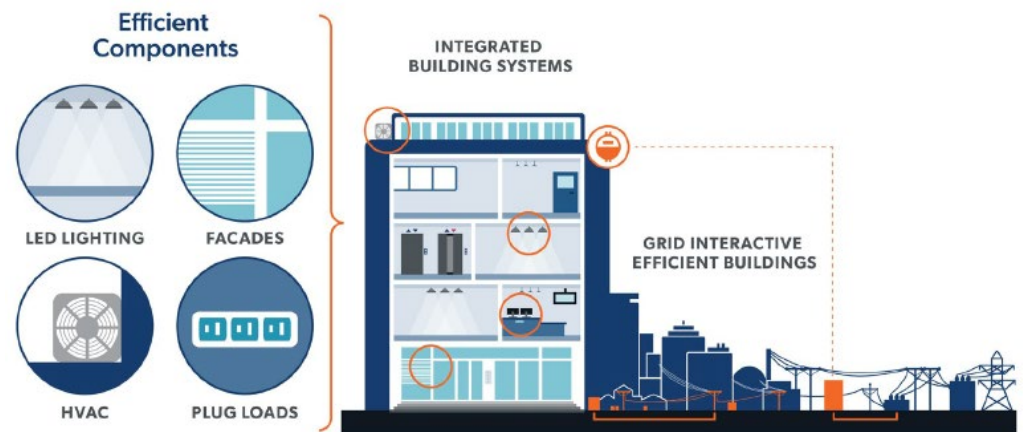 Efficient
Components
LED LIGHTING
FACADES
HVAC
PLUG LOADS
INTEGRATED
BUILDING SYSTEMS
GRID INTERACTIVE
EFFICIENT BUILDINGS